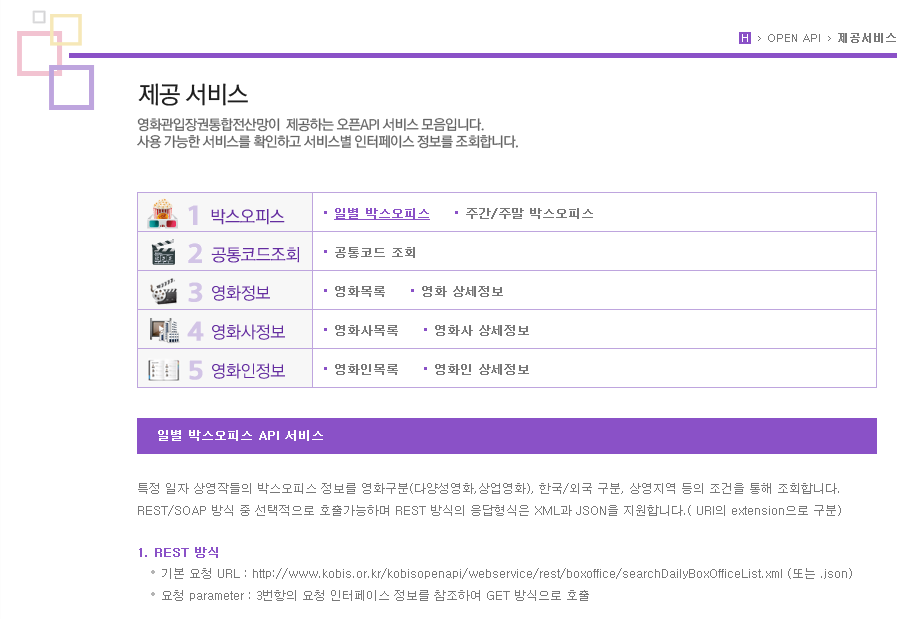 H > OPEN API > 제공서비스
제공 서비스
영화관입장권통합전산망이 제공하는 오픈API 서비스 모음입니다.
사용 가능한 서비스를 확인하고 서비스별 인터페이스 정보를 조회합니다.
1 박스오피스 · 일별 박스오피스 · 주간/주말 박스오피스
2 공통코드조회 · 공통코드 조회
3 영화정보 · 영화목록 · 영화 상세정보
4 영화사정보 · 영화사목록 · 영화사 상세정보
5 영화인정보 · 영화인목록 · 영화인 상세정보
일별 박스오피스 API 서비스
특정 일자 상영작들의 박스오피스 정보를 영화구분(다양성영화,상업영화), 한국/외국 구분, 상영지역 등의 조건을 통해 조회합니다.
REST/SOAP 방식 중 선택적으로 호출가능하며 REST 방식의 응답형식은 XML과 JSON을 지원합니다.( URI의 extension으로 구분)
1. REST 방식
• 기본 요청 URL : http://www.kobis.or.kr/kobisopenapi/webservice/rest/boxoffice/searchDailyBoxOfficeList.xml (또는 .json)
• 요청 parameter : 3번항의 요청 인터페이스 정보를 참조하여 GET 방식으로 호출